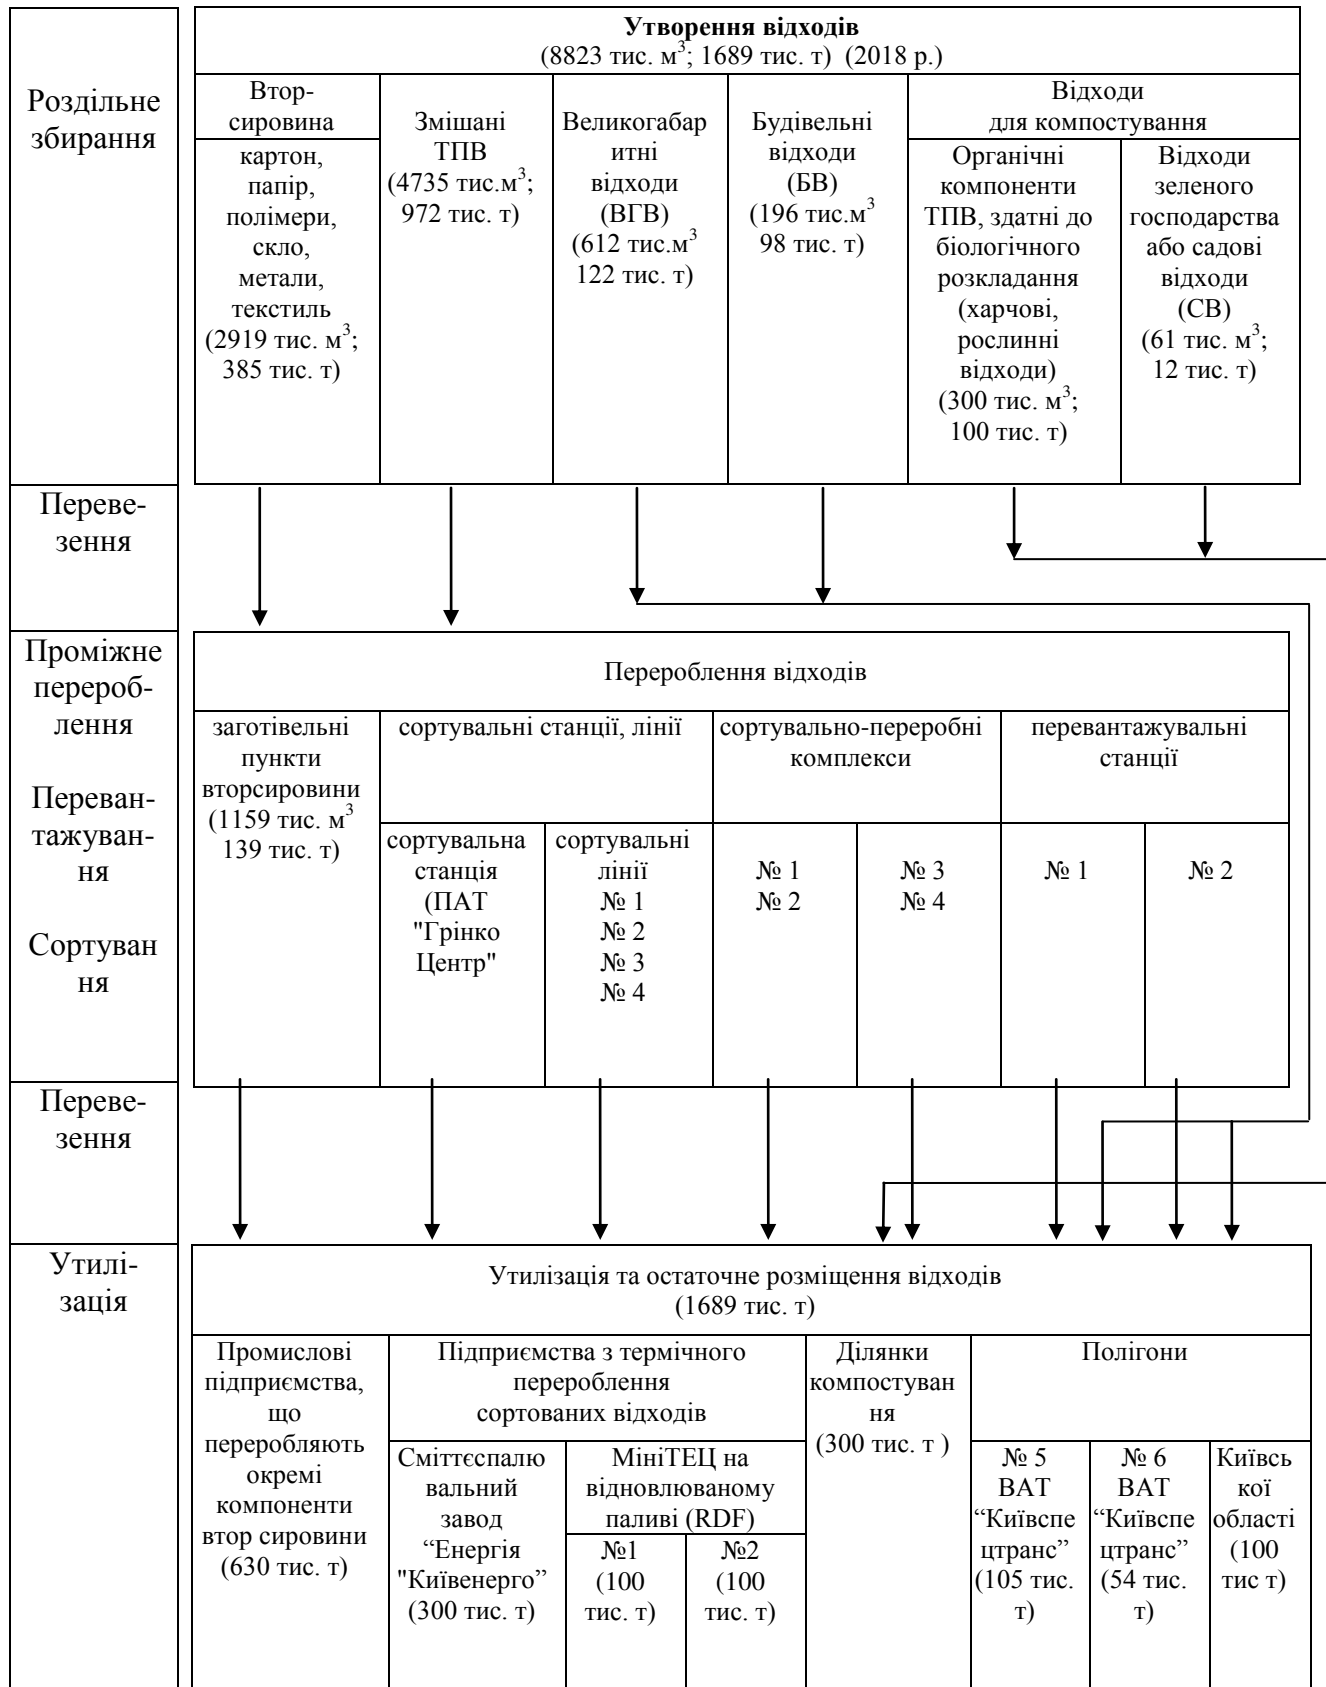 Роздільне
збирання
Утворення відходів
(8823 тис. м³; 1689 тис. т) (2018 р.)
Втор-
сировина
картон,
папір,
полімери,
скло,
метали,
текстиль
(2919 тис. м³;
385 тис. т)
Змішані
ТПВ
(4735 тис.м³;
972 тис. т)
Великогабар
итні
відходи
(ВГВ)
(612 тис.м³
122 тис. т)
Будівельні
відходи
(БВ)
(196 тис.м³
98 тис. т)
Відходи
для компостування
Органічні
компоненти
ТПВ, здатні до
біологічного
розкладання
(харчові,
рослинні
відходи)
(300 тис. м³;
100 тис. т)
Відходи
зеленого
господарства
або садові
відходи
(СВ)
(61 тис. м³;
12 тис. т)
Переве-
зення
Проміжне
перероб-
лення
Переван-
тажуван-
ня
Сортуван
ня
Перероблення відходів
заготівельні
пункти
вторсировини
(1159 тис. м³
139 тис. т)
сортувальні станції, лінії
сортувальна
станція
(ПАТ
"Грінко
Центр"
сортувальні
лінії
№ 1
№ 2
№ 3
№ 4
сортувально-переробні
комплекси
№ 1
№ 2
№ 3
№ 4
перевантажувальні
станції
№ 1
№ 2
Переве-
зення
Утилі-
зація
Утилізація та остаточне розміщення відходів
(1689 тис. т)
Промислові
підприємства,
що
переробляють
окремі
компоненти
втор сировини
(630 тис. т)
Підприємства з термічного
перероблення
сортованих відходів
Сміттєспалю
вальний
завод
“Енергія
"Київенерго”
(300 тис. т)
МініТЕЦ на
відновлюваному
паливі (RDF)
№1
(100
тис. т)
№2
(100
тис. т)
Ділянки
компостуван
ня
(300 тис. т )
Полігони
№ 5
ВАТ
“Київспе
цтранс”
(105 тис.
т)
№ 6
ВАТ
“Київспе
цтранс”
(54 тис.
т)
Київсь
кої
області
(100
тис т)